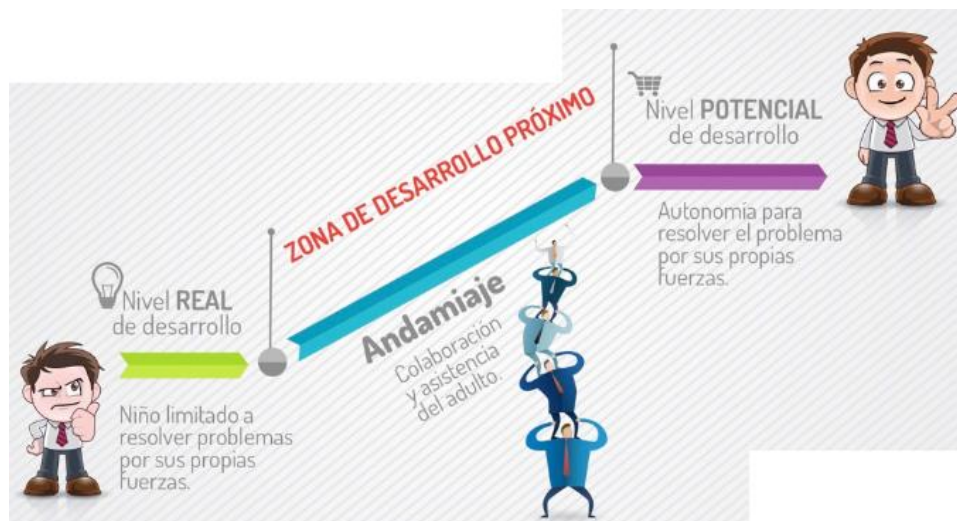 Nivel REAL
de desarrollo
Niño limitado a
resolver problemas
por sus propias
fuerzas.
ZONA DE DESARROLLO PRÓXIMO
Andamiaje
Colaboración
y asistencia
del adulto.
Nivel POTENCIAL
de desarrollo
Autonomía para
resolver el problema
por sus propias
fuerzas.